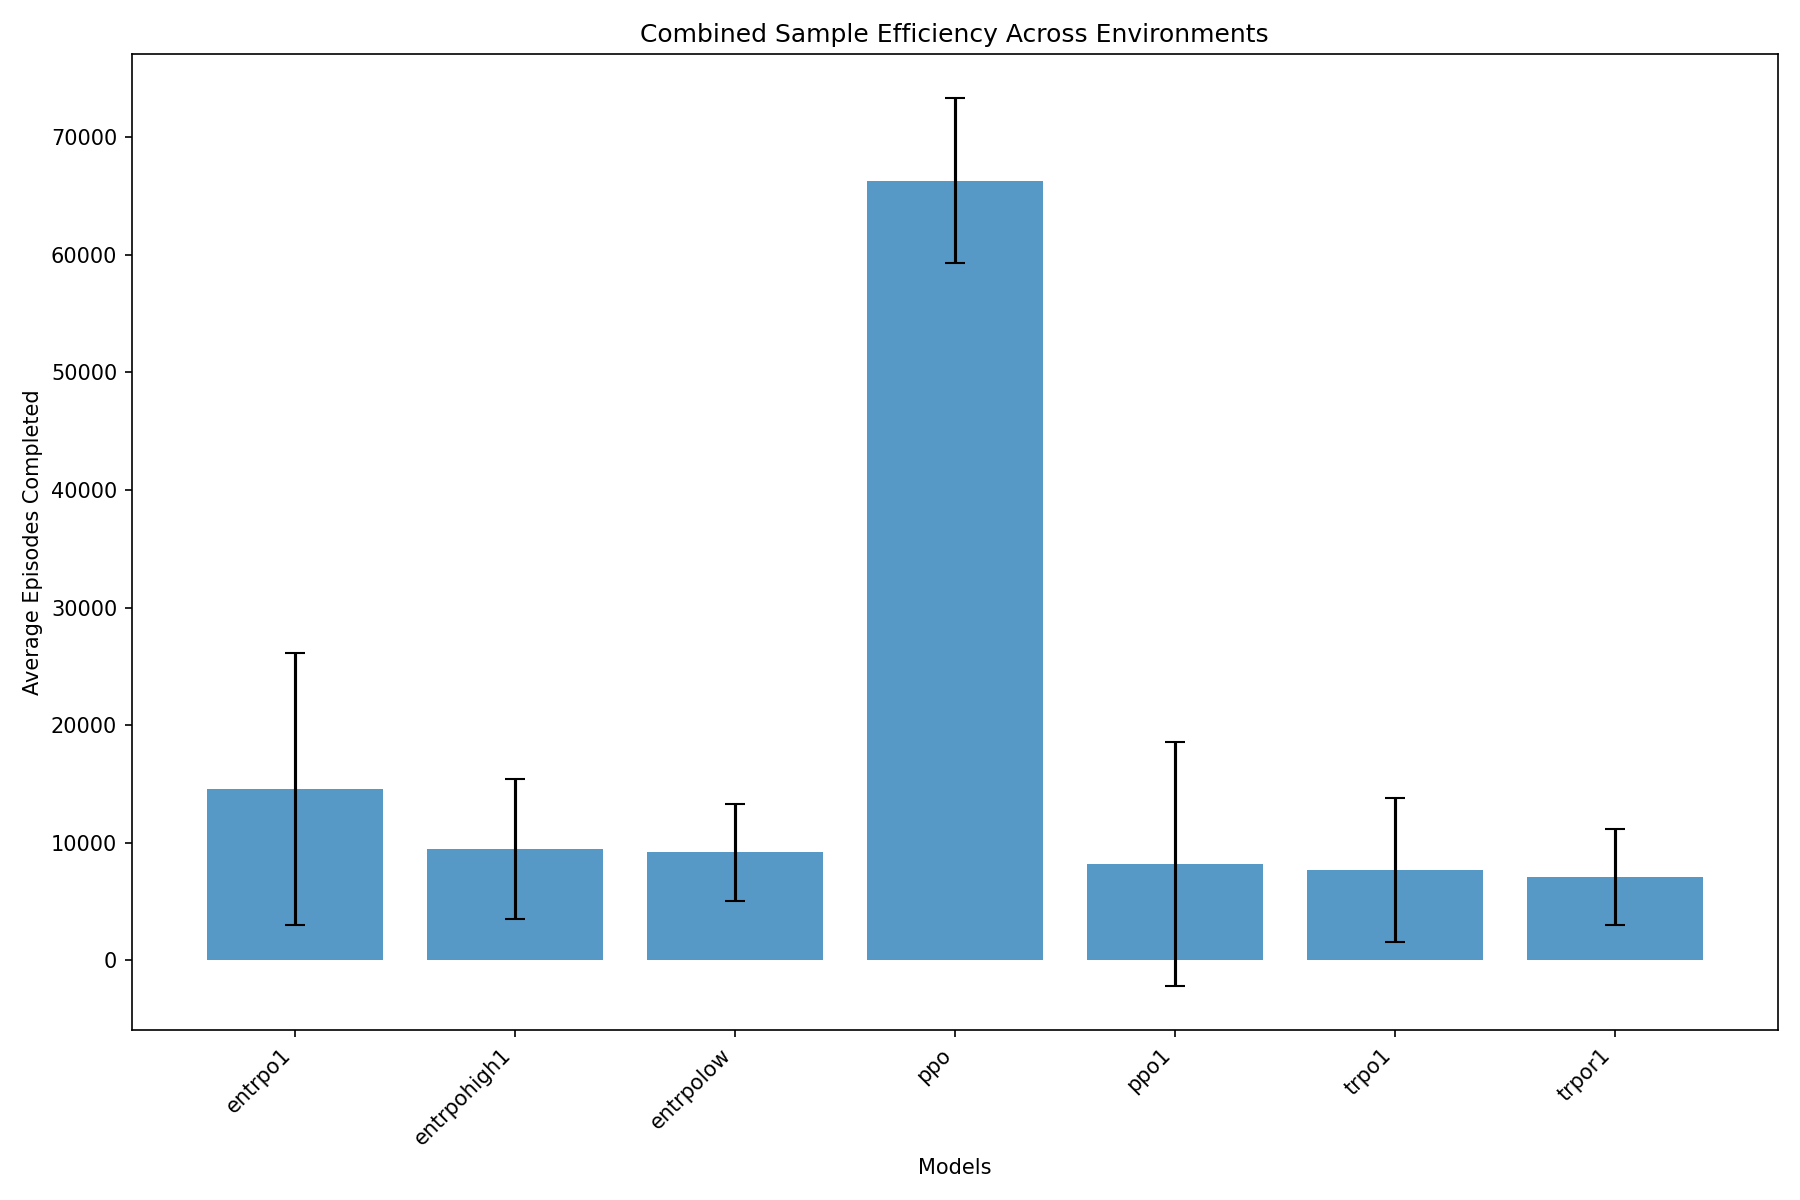 Combined Sample Efficiency Across Environments
Average Episodes Completed
70000
60000
50000
40000
30000
20000
10000
0
entrpo1
entrpohigh1
entrpolow
ppo
ppo1
trpo1
trpor1
Models